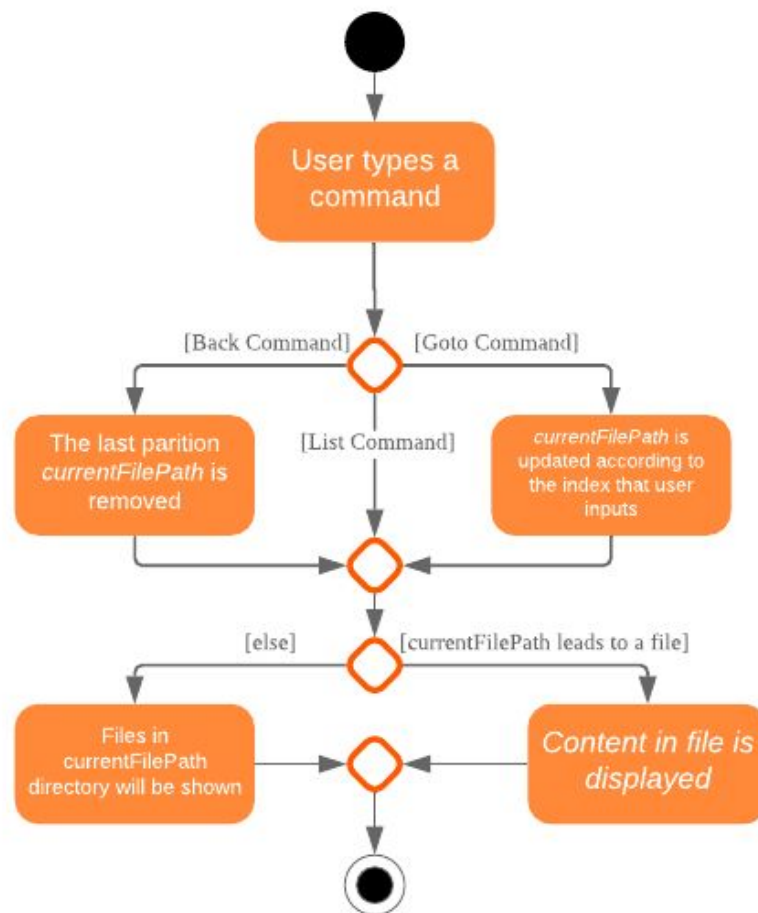 User types a
command
[Back Command]
[Goto Command]
The last parition
currentFilePath is
removed
[List Command]
currentFilePath is
updated according to
the index that user
inputs
[else]
[currentFilePath leads to a file]
Files in
currentFilePath
directory will be shown
Content in file is
displayed